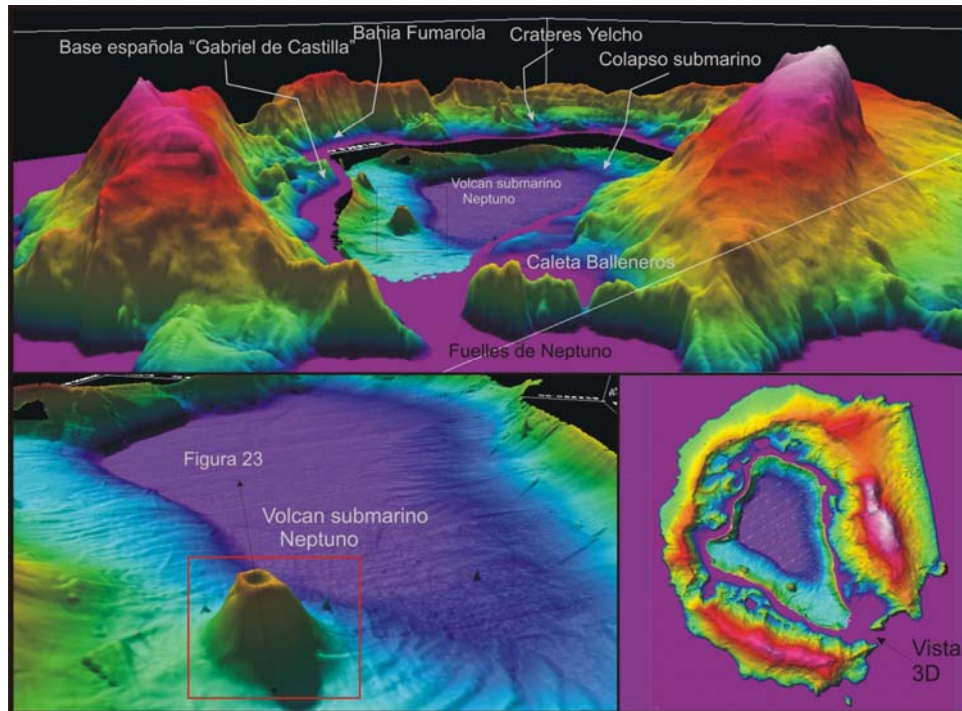 Base española "Gabriel de Castilla"
Bahia Fumarola
Crateres Yelcho
Colapso submarino
Volcan submarino
Neptuno
Caleta Balleneros
Fuelles de Neptuno
Figura 23
Volcan submarino
Neptuno
Vista
3D